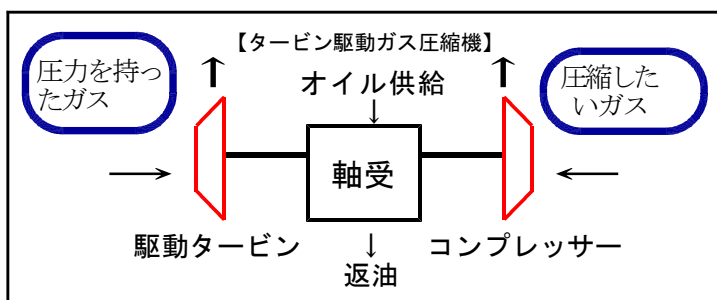 【タービン駆動ガス圧縮機】
圧力を持っ
たガス
オイル供給
圧縮した
いガス
軸受
駆動タービン
コンプレッサー
返油